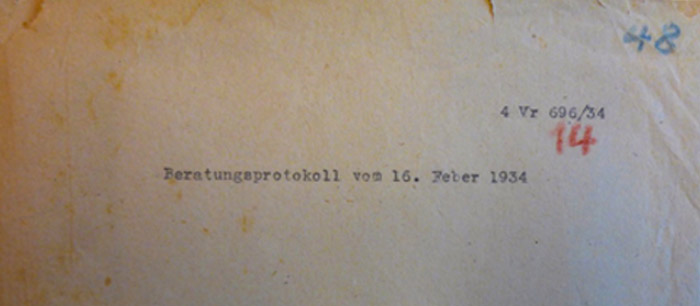 48
4 Vr 696/34
14
Beratungsprotokoll vom 16. Feber 1934